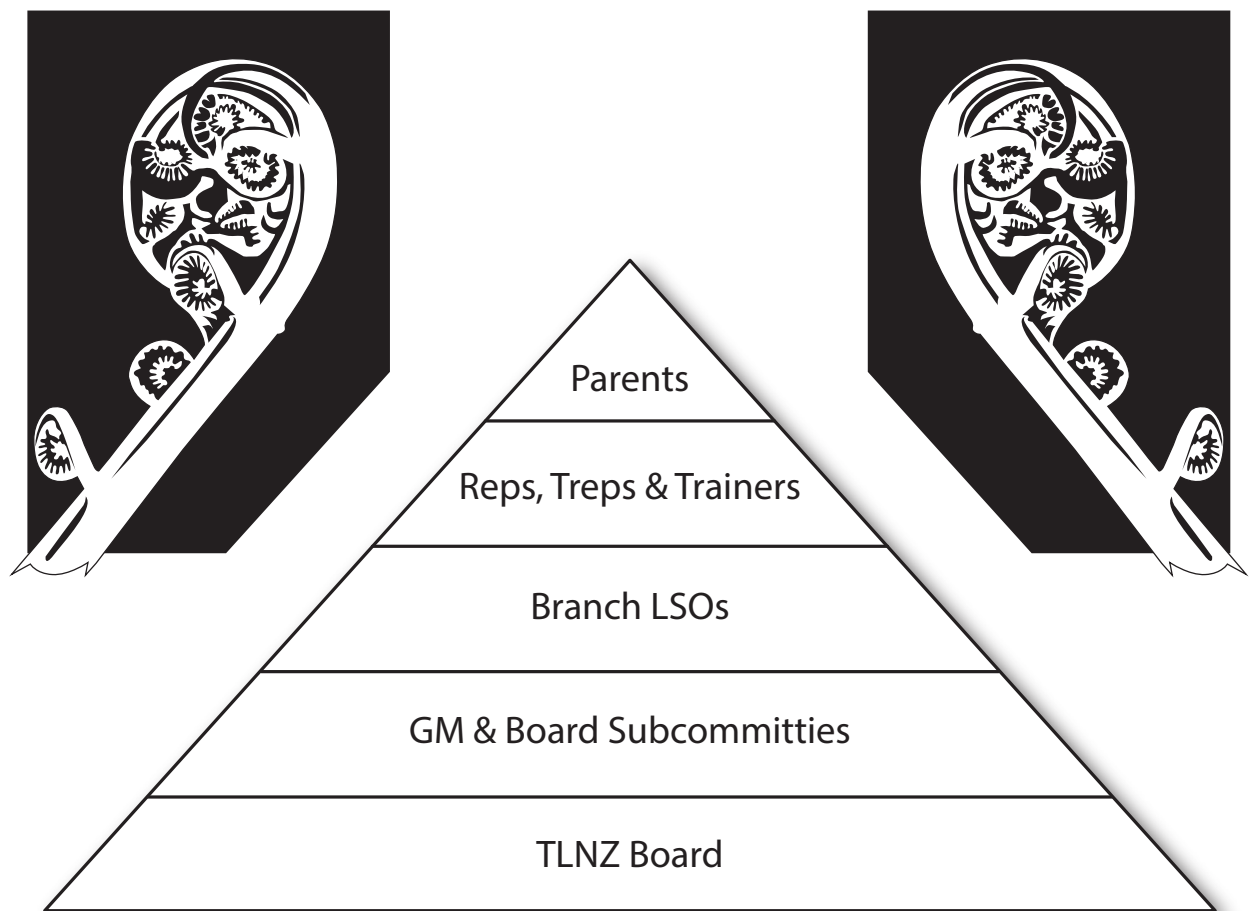 Parents
Reps, Treps & Trainers
Branch LSOs
GM & Board Subcommitties
TLNZ Board